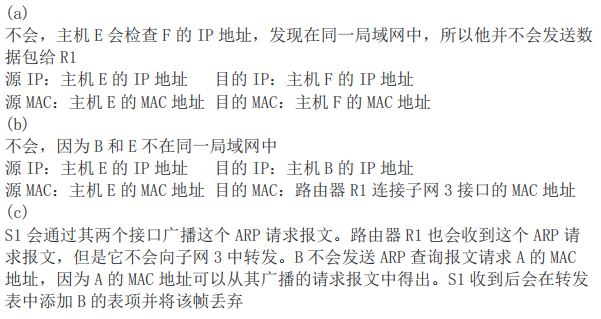 (a)
不会，主机 E 会检查 F 的 IP 地址，发现在同一局域网中，所以他并不会发送数
据包给 R1
源 IP：主机 E 的 IP 地址 目的 IP：主机 F 的 IP 地址
源 MAC：主机 E 的 MAC 地址 目的 MAC：主机 F 的 MAC 地址
(b)
不会，因为 B 和 E 不在同一局域网中
源 IP：主机 E 的 IP 地址 目的 IP：主机 B 的 IP 地址
源 MAC：主机 E 的 MAC 地址 目的 MAC：路由器 R1 连接子网 3 接口的 MAC 地址
(c)
S1 会通过其两个接口广播这个 ARP 请求报文。路由器 R1 也会收到这个 ARP 请
求报文，但是它不会向子网 3 中转发。B 不会发送 ARP 查询报文请求 A 的 MAC
地址，因为 A 的 MAC 地址可以从其广播的请求报文中得出。S1 收到后会在转发
表中添加 B 的表项并将该帧丢弃